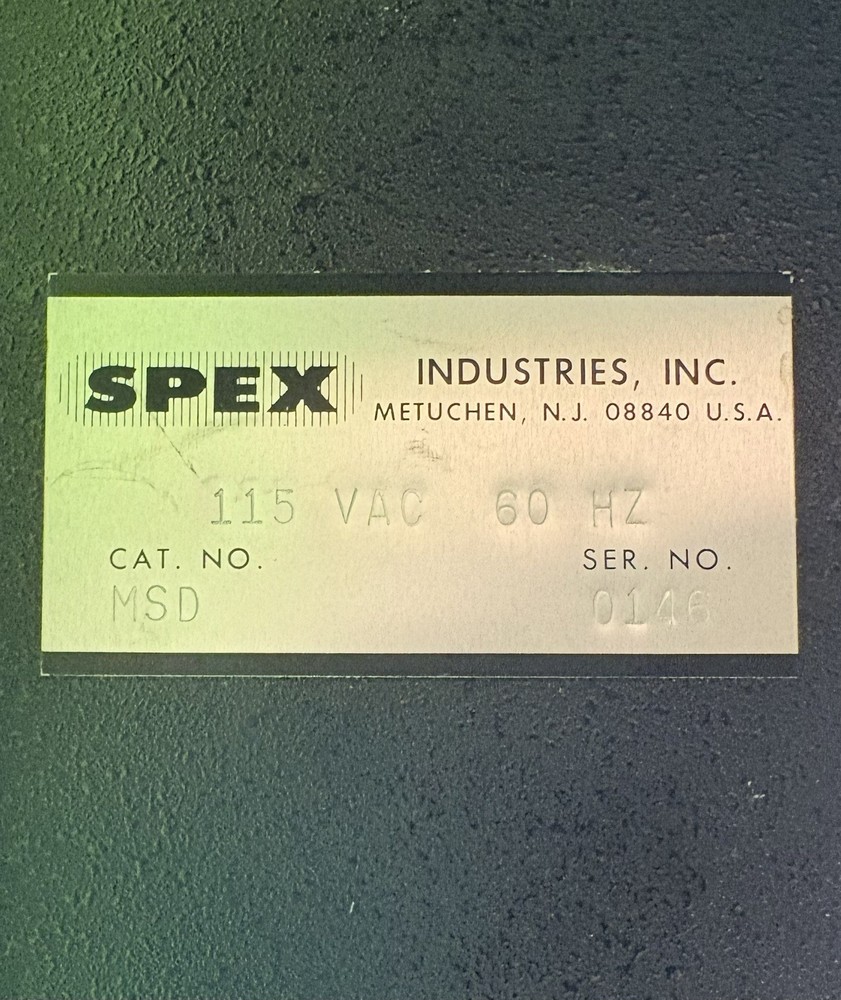 SPEX INDUSTRIES, INC.
METUCHEN, N.J. 08840 U.S.A.
115 VAC 60 HZ
CAT. NO. SER. NO.
MSD 0146